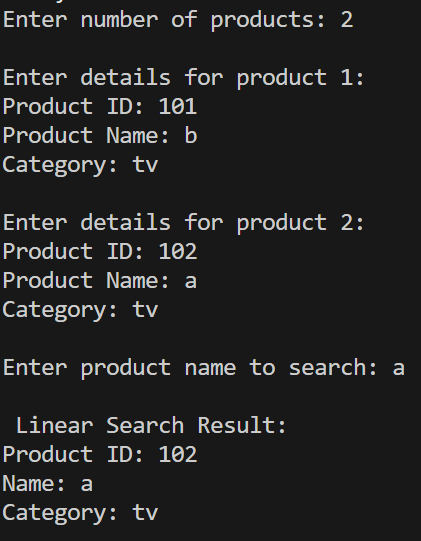 Enter number of products: 2
Enter details for product 1:
Product ID: 101
Product Name: b
Category: tv
Enter details for product 2:
Product ID: 102
Product Name: a
Category: tv
Enter product name to search: a
Linear Search Result:
Product ID: 102
Name: a
Category: tv